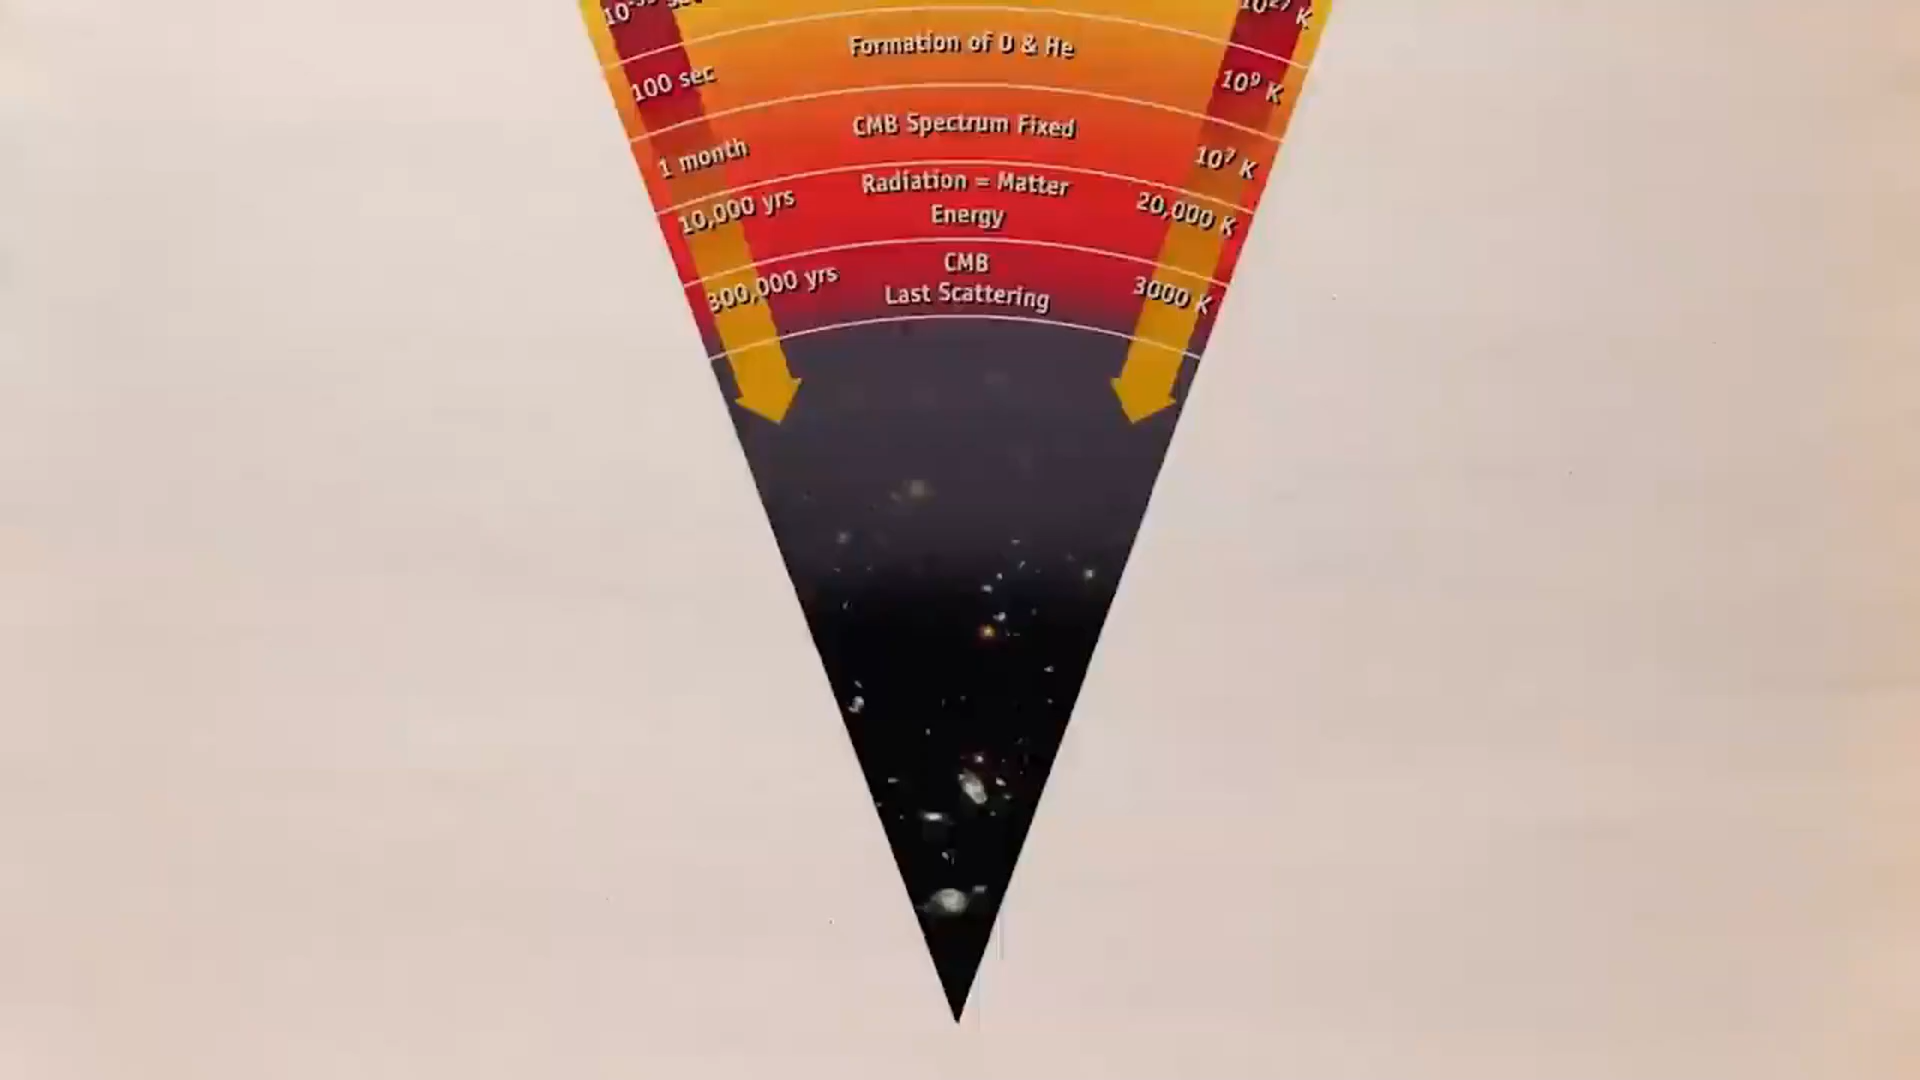 10²⁷ K
Formation of D & He
100 sec
10⁹ K
CMB Spectrum Fixed
1 month
10⁷ K
Radiation = Matter
Energy
10,000 yrs
20,000 K
CMB
Last Scattering
300,000 yrs
3000 K